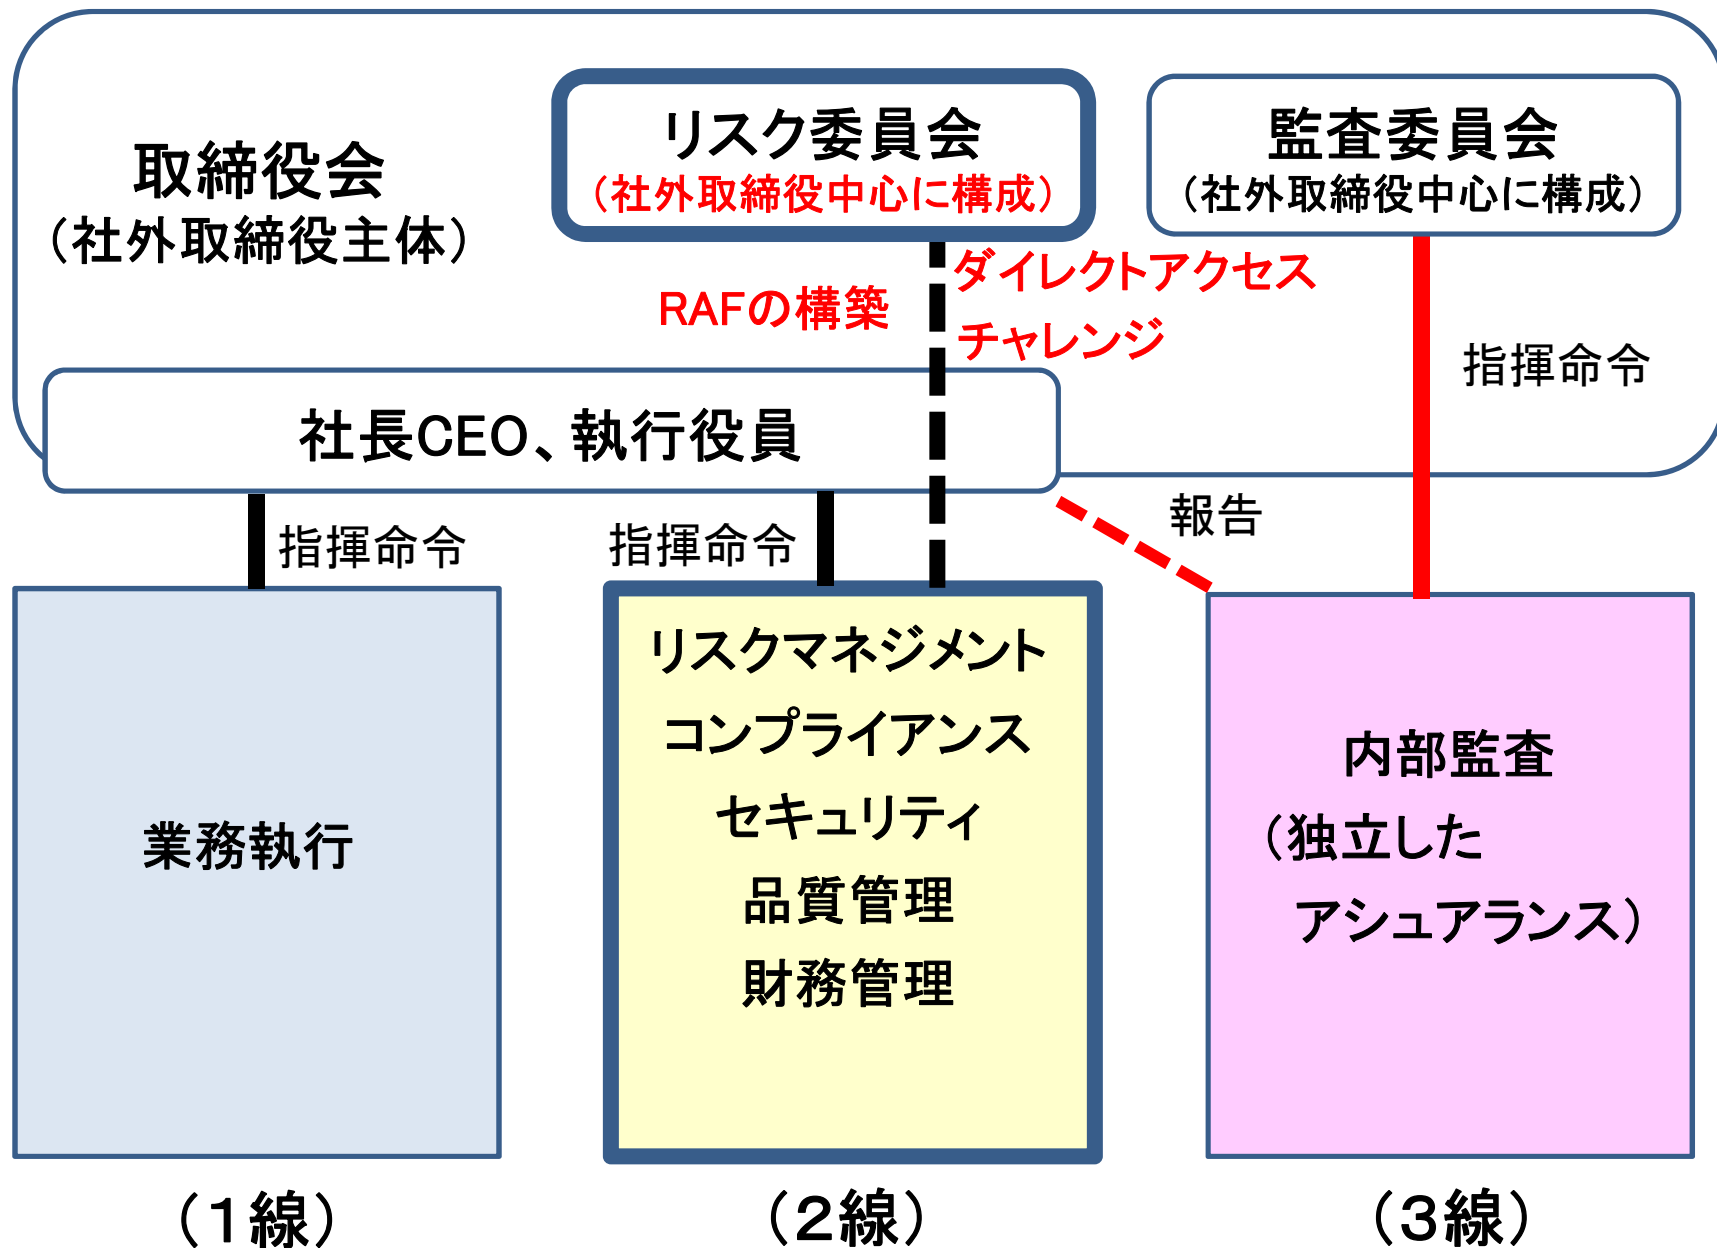 取締役会
（社外取締役主体）
リスク委員会
（社外取締役中心に構成）
監査委員会
（社外取締役中心に構成）
RAFの構築
ダイレクトアクセス
チャレンジ
指揮命令
社長CEO、執行役員
指揮命令
指揮命令
報告
業務執行
リスクマネジメント
コンプライアンス
セキュリティ
品質管理
財務管理
内部監査
（独立した
アシュアランス）
（１線）
（２線）
（３線）